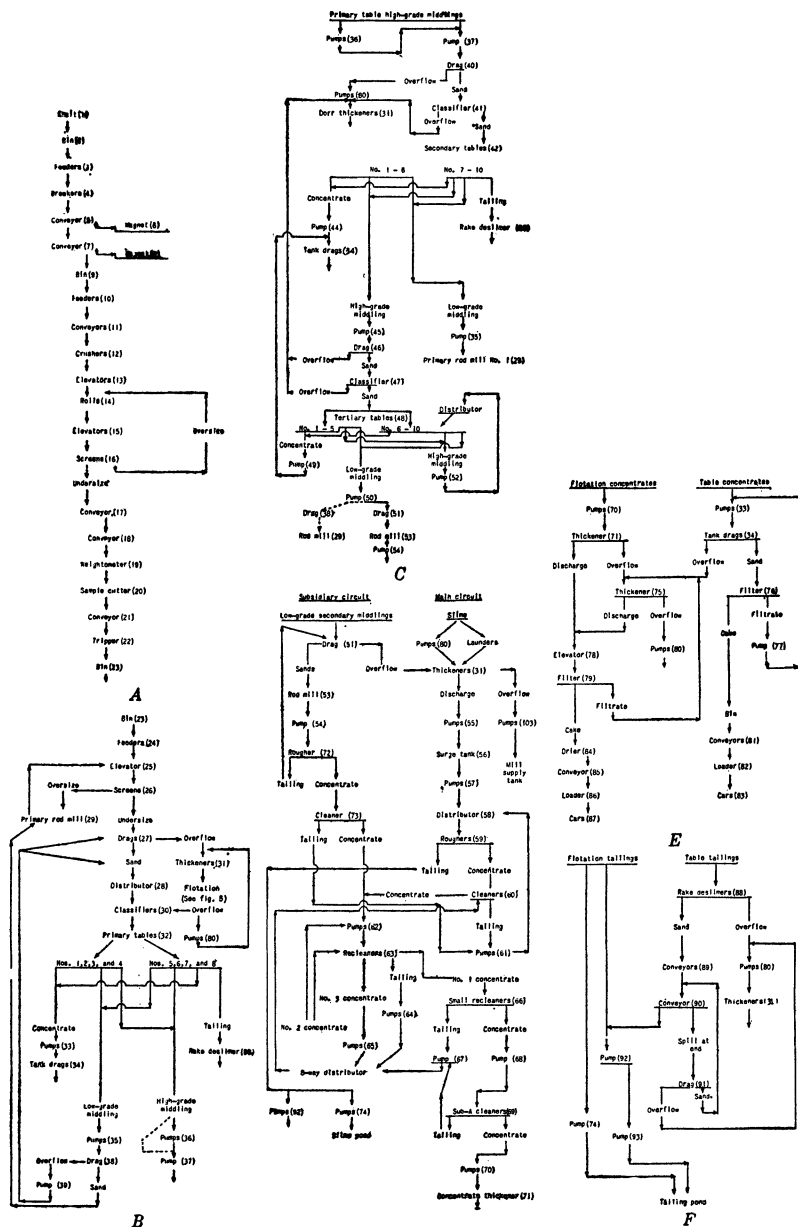 Bin(9)
Feeders(10)
Conveyors(11)
Crushers(12)
Elevators(13)
Rolls(14)
Elevators(15)
Oversize
Screens(16)
Undersize
Conveyor(17)
Conveyor(18)
Weightometer(19)
Sample cutter(20)
Conveyor(21)
Tripper(22)
Bin(23)
Feeders(3)
Breakers(4)
Conveyor(7)
A
Bin(23)
Feeders(24)
Elevator(25)
Oversize
Screens(26)
Primary rod mill(29)
Undersize
Drags(27)
Overflow
Sand
Thickeners(31)
Distributor(28)
Flotation
Classifiers(30)
Overflow
Pumps(80)
Primary tables(32)
Nos. 1,2,3, and 4
Nos. 5,6,7, and 8
Concentrate
Tailing
Pumps(33)
Tank drags(34)
Low-grade
middling
High-grade
middling
Pumps(35)
Pumps(36)
Overflow
Drag(38)
Pump(37)
Pump(39)
Sand
B
Primary table high-grade middlings
Pumps(36)
Pump(37)
Drag(40)
Overflow
Sand
Pumps(80)
Dorr thickeners(31)
Classifier(41)
Overflow
Sand
Secondary tables(42)
No. 1 - 6
No. 7 - 10
Concentrate
Tailing
Pump(44)
Rake deslimer
High-grade
middling
Low-grade
middling
Pump(45)
Pump(35)
Drag(46)
Primary rod mill No. 1(29)
Overflow
Sand
Classifier(47)
Overflow
Sand
Distributor
Tertiary tables(48)
No. 1 - 5
No. 6 - 10
Concentrate
High-grade
middling
Pump(49)
Low-grade
middling
Pump(52)
Pump(50)
Drag(38)
Drag(51)
Rod mill(29)
Rod mill(53)
Pump(54)
C
Subsidiary circuit
Main circuit
Low-grade secondary middlings
Slime
Drag(51)
Pumps(80)
Launders
Sands
Overflow
Thickeners(31)
Rod mill(53)
Discharge
Overflow
Pump(54)
Pumps(55)
Pumps(103)
Rougher(72)
Surge tank(56)
Mill
supply
tank
Tailing
Concentrate
Pumps(57)
Cleaner(73)
Distributor(58)
Tailing
Concentrate
Roughers(59)
Tailing
Concentrate
Concentrate
Cleaners(60)
Tailing
Pumps(62)
Pumps(61)
Recleaners(63)
Tailing
No. 1 concentrate
No. 3 concentrate
Small recleaners(66)
No. 2 concentrate
Pumps(64)
Tailing
Concentrate
Pumps(65)
8-way distributor
Pump(67)
Pump(68)
Sub-A cleaners(69)
Pumps(74)
Slime pond
Tailing
Concentrate
Pumps(70)
Concentrate thickener(71)
Flotation concentrates
Table concentrates
Pumps(70)
Pumps(33)
Thickener(71)
Tank drags(34)
Discharge
Overflow
Overflow
Sand
Thickener(75)
Filter(76)
Discharge
Overflow
Cake
Filtrate
Elevator(78)
Pumps(80)
Pump(77)
Filter(79)
Filtrate
Bin
Cake
Conveyors(81)
Drier(84)
Loader(82)
Conveyor(85)
Cars(83)
Loader(86)
Cars(87)
E
Flotation tailings
Table tailings
Rake deslimers(88)
Sand
Overflow
Conveyors(89)
Pumps(80)
Conveyor(90)
Spill at
end
Pump(92)
Drag(91)
Overflow
Sand
Pump(74)
Pump(93)
Tailing pond
F